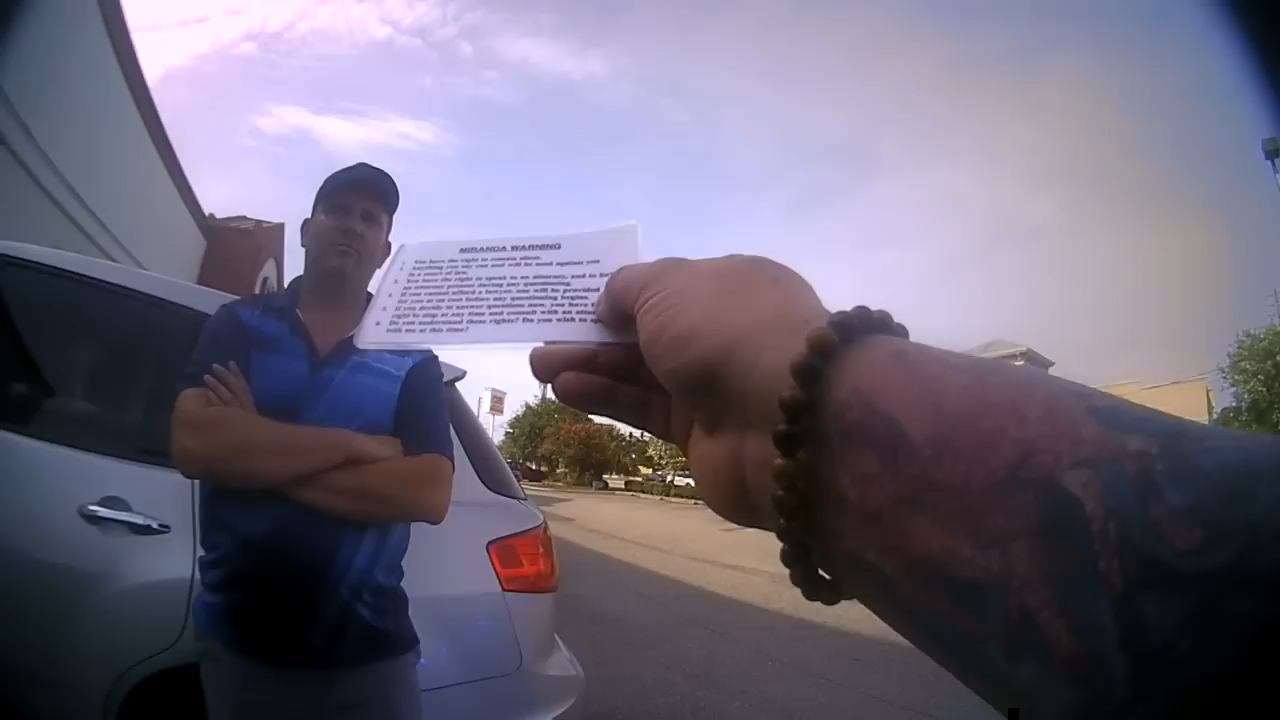 MIRANDA WARNING
1. You have the right to remain silent.
2. Anything you say can and will be used against you
in a court of law.
3. You have the right to speak to an attorney, and to
an attorney present during any questioning.
4. If you cannot afford a lawyer, one will be provided
for you at no cost before any questioning begins.
5. If you decide to answer questions now, you have
right to stop at any time and consult with an
6. Do you understand these rights? Do you wish to
with me at this time?